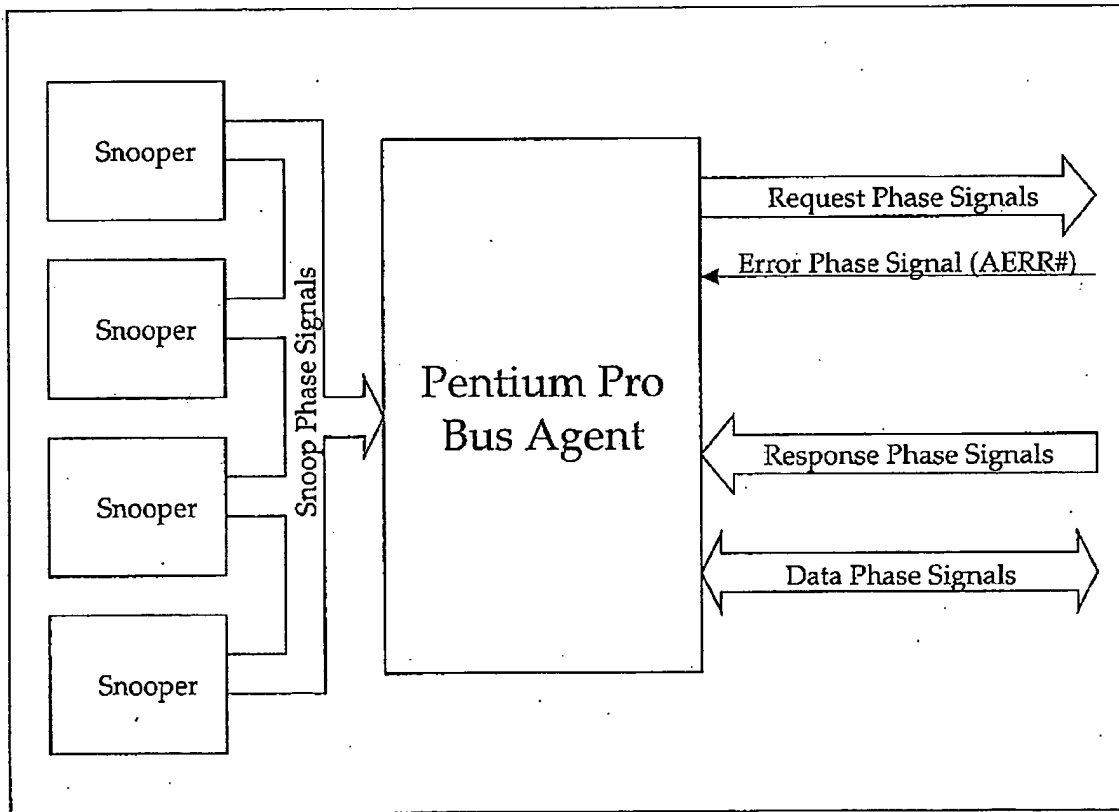 Snooper
Snooper
Snooper
Snooper
Snoop Phase Signals
Pentium Pro
Bus Agent
Request Phase Signals
Error Phase Signal (AERR#)
Response Phase Signals
Data Phase Signals